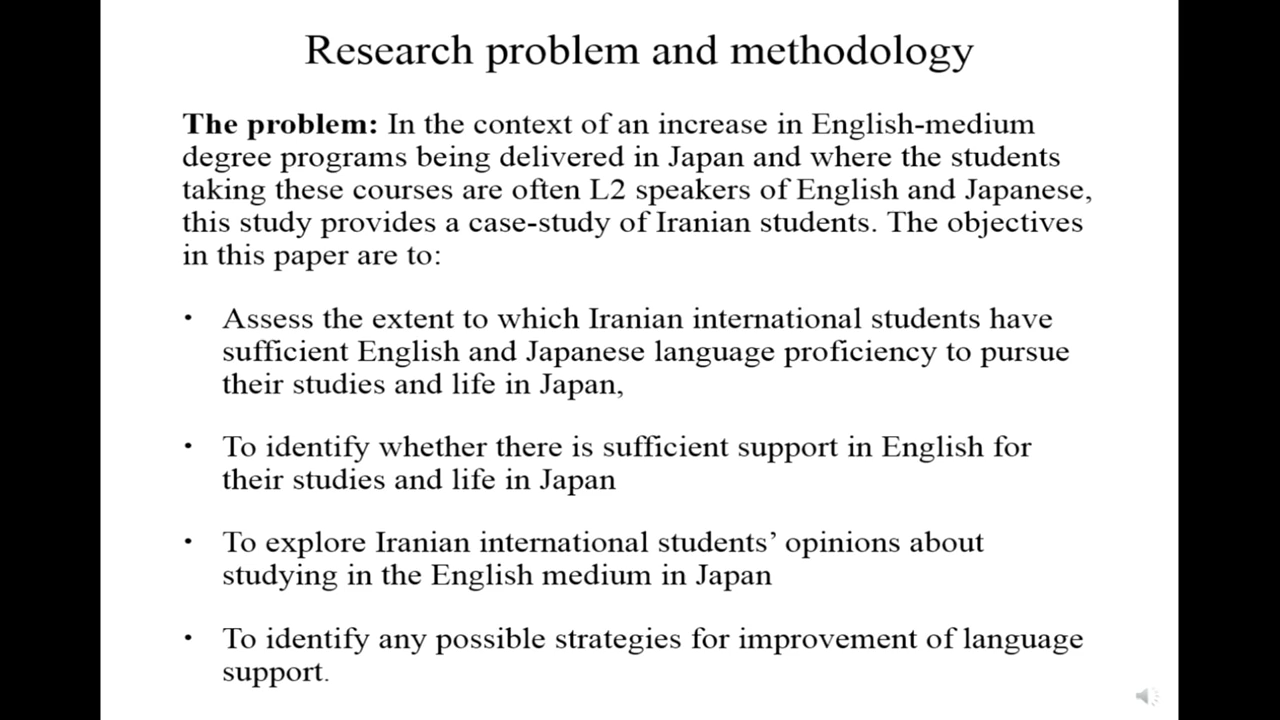 Research problem and methodology
The problem: In the context of an increase in English-medium
degree programs being delivered in Japan and where the students
taking these courses are often L2 speakers of English and Japanese,
this study provides a case-study of Iranian students. The objectives
in this paper are to:
• Assess the extent to which Iranian international students have
sufficient English and Japanese language proficiency to pursue
their studies and life in Japan,
• To identify whether there is sufficient support in English for
their studies and life in Japan
• To explore Iranian international students’ opinions about
studying in the English medium in Japan
• To identify any possible strategies for improvement of language
support.